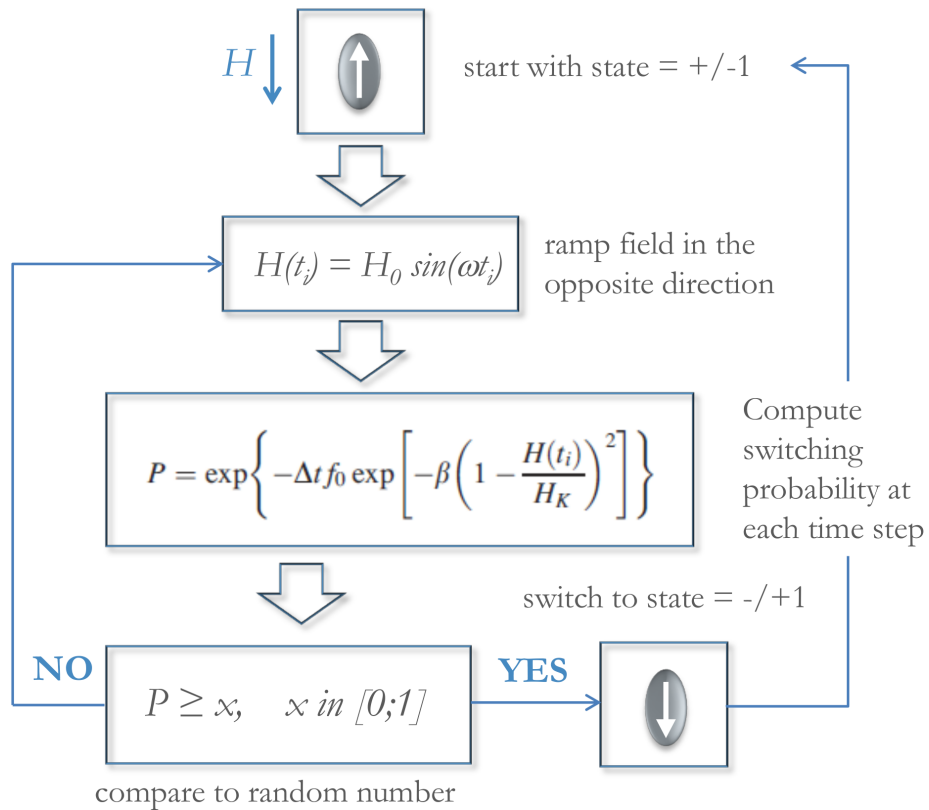 H
start with state = +/-1
H(tᵢ) = H₀ sin(ωtᵢ)
ramp field in the
opposite direction
P = exp{ −Δt f₀ exp [ −β ( 1 − H(tᵢ)/H_K )² ] }
Compute
switching
probability at
each time step
switch to state = -/+1
NO
P ≥ x, x in [0;1]
YES
compare to random number